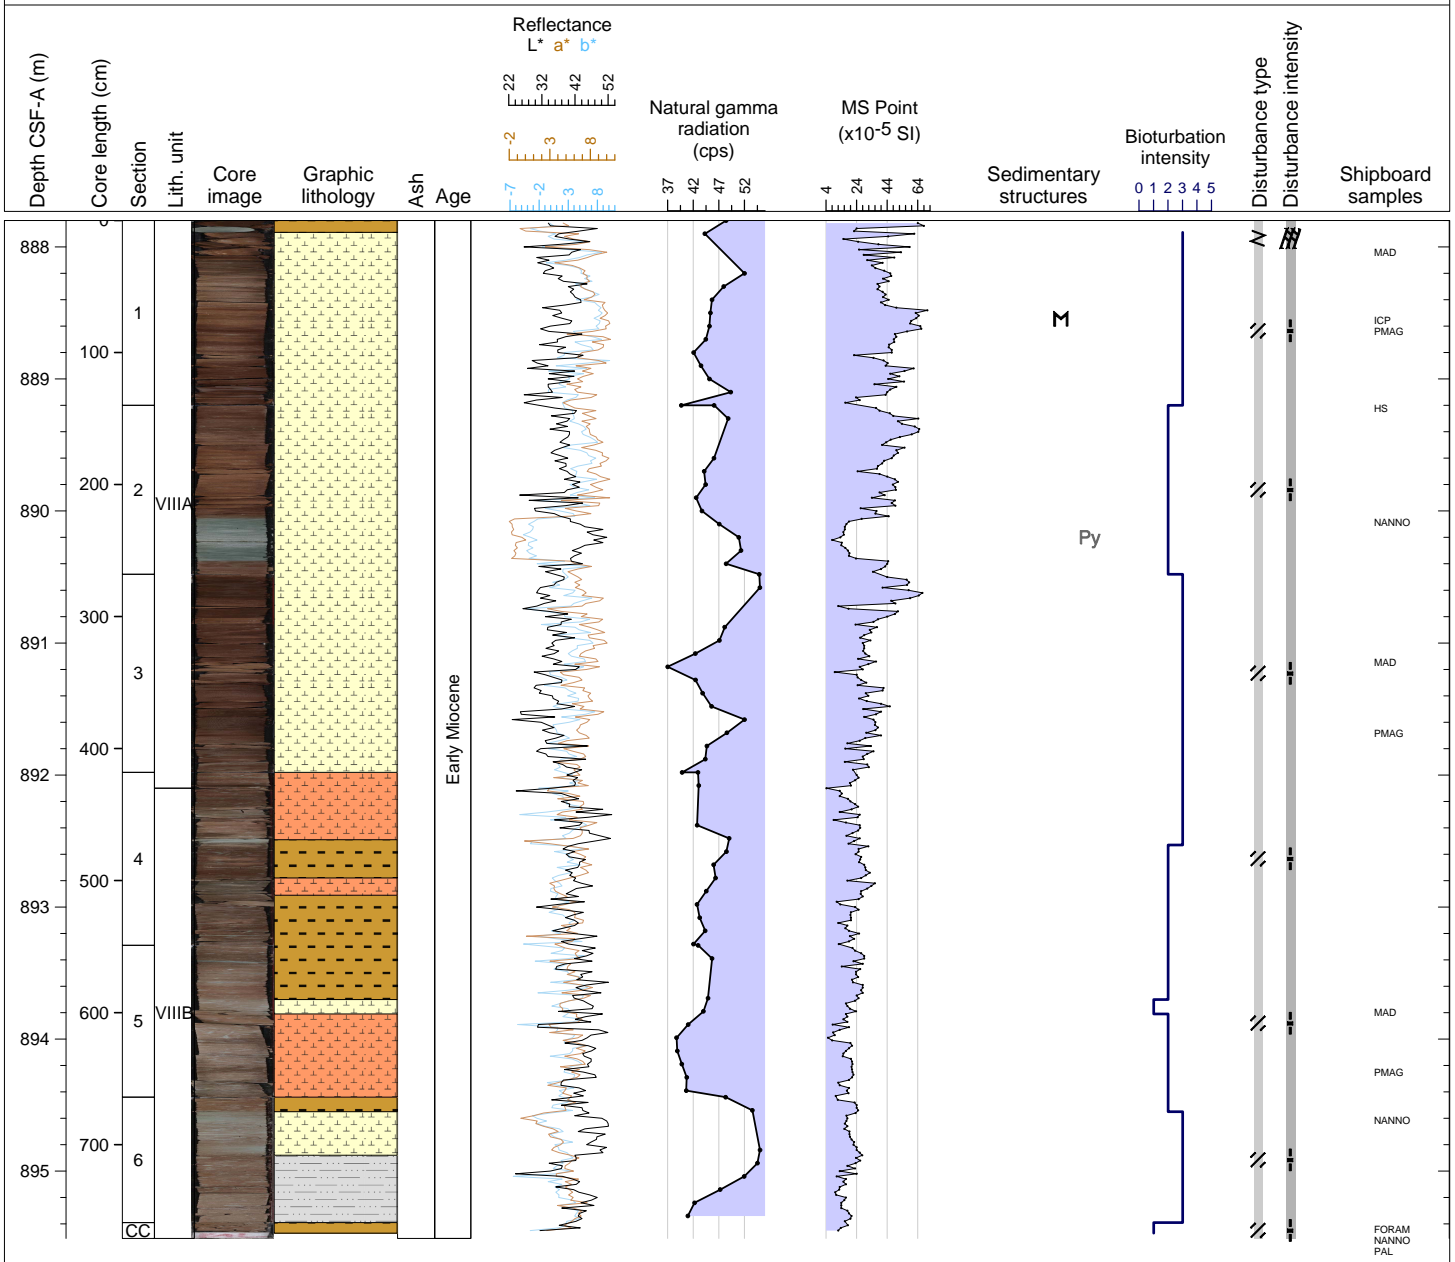 Depth CSF-A (m)
Core length (cm)
Section
Lith. unit
Core image
Graphic lithology
Ash
Age
Reflectance
L* a* b*
22 32 42 52
-2 3 8
-7 -2 3 8
Natural gamma radiation (cps)
37 42 47 52
MS Point (x10-5 SI)
4 24 44 64
Sedimentary structures
Bioturbation intensity
0 1 2 3 4 5
Disturbance type
Disturbance intensity
Shipboard samples
0
888
MAD
1
ICP
PMAG
100
889
HS
200
2
VIIIA
890
NANNO
Py
300
891
MAD
3
PMAG
400
892
Early Miocene
4
500
893
600
5
VIIIB
MAD
894
PMAG
NANNO
700
6
895
CC
FORAM
NANNO
PAL